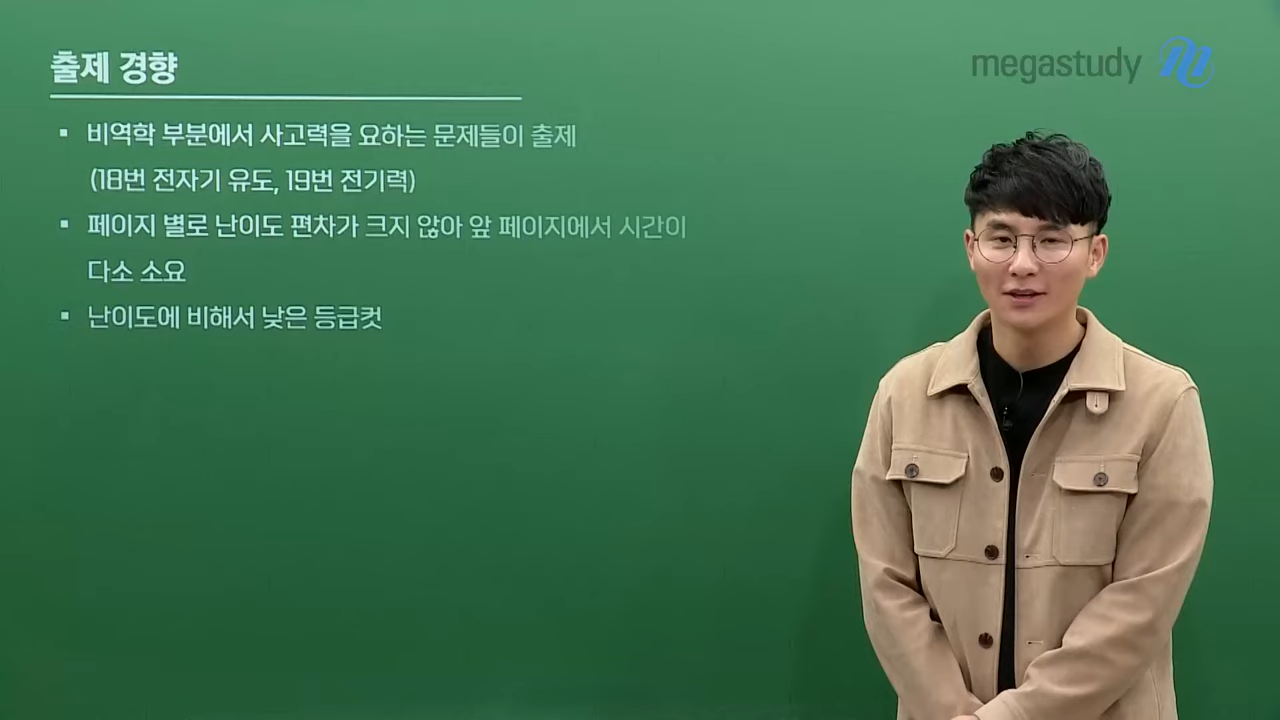 출제 경향
megastudy
▪ 비역학 부분에서 사고력을 요하는 문제들이 출제
(18번 전자기 유도, 19번 전기력)
▪ 페이지 별로 난이도 편차가 크지 않아 앞 페이지에서 시간이
다소 소요
▪ 난이도에 비해서 낮은 등급컷